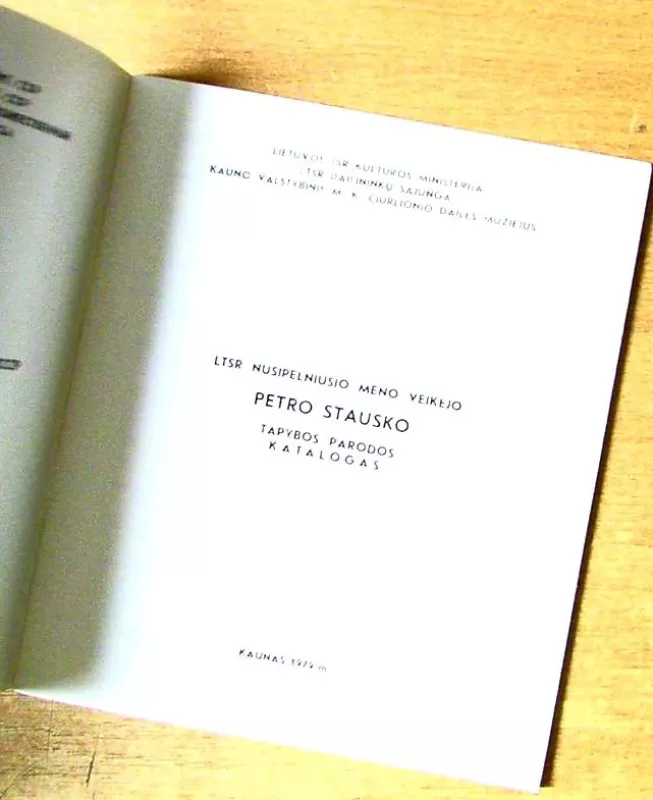 LIETUVOS TSR KULTŪROS MINISTERIJA
LTSR DAILININKŲ SĄJUNGA
KAUNO VALSTYBINIS M. K. ČIURLIONIO DAILĖS MUZIEJUS
LTSR NUSIPELNIUSIO MENO VEIKĖJO
PETRO STAUSKO
TAPYBOS PARODOS
KATALOGAS
KAUNAS 1979 m